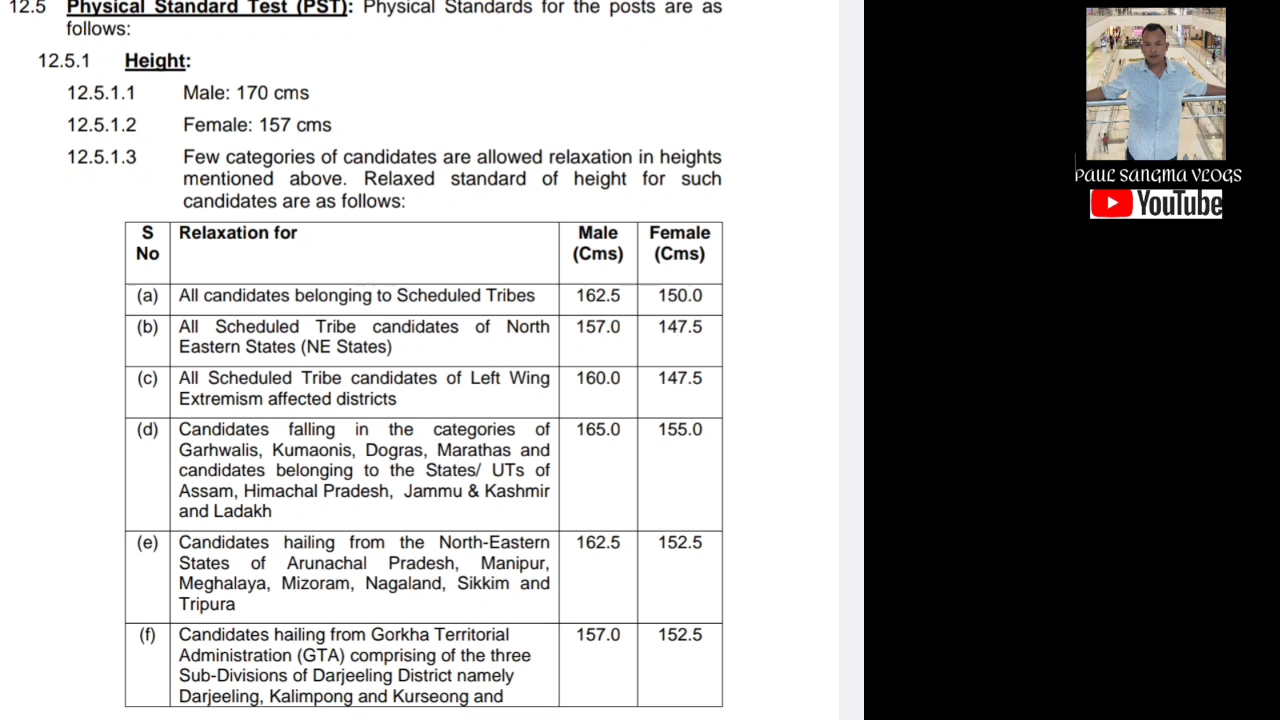 12.5 Physical Standard Test (PST): Physical Standards for the posts are as
follows:
12.5.1 Height:
12.5.1.1 Male: 170 cms
12.5.1.2 Female: 157 cms
12.5.1.3 Few categories of candidates are allowed relaxation in heights
mentioned above. Relaxed standard of height for such
candidates are as follows:
S No Relaxation for Male (Cms) Female (Cms)
(a) All candidates belonging to Scheduled Tribes 162.5 150.0
(b) All Scheduled Tribe candidates of North 157.0 147.5
Eastern States (NE States)
(c) All Scheduled Tribe candidates of Left Wing 160.0 147.5
Extremism affected districts
(d) Candidates falling in the categories of 165.0 155.0
Garhwalis, Kumaonis, Dogras, Marathas and
candidates belonging to the States/ UTs of
Assam, Himachal Pradesh, Jammu & Kashmir
and Ladakh
(e) Candidates hailing from the North-Eastern 162.5 152.5
States of Arunachal Pradesh, Manipur,
Meghalaya, Mizoram, Nagaland, Sikkim and
Tripura
(f) Candidates hailing from Gorkha Territorial 157.0 152.5
Administration (GTA) comprising of the three
Sub-Divisions of Darjeeling District namely
Darjeeling, Kalimpong and Kurseong and
PAUL SANGMA VLOGS
YouTube